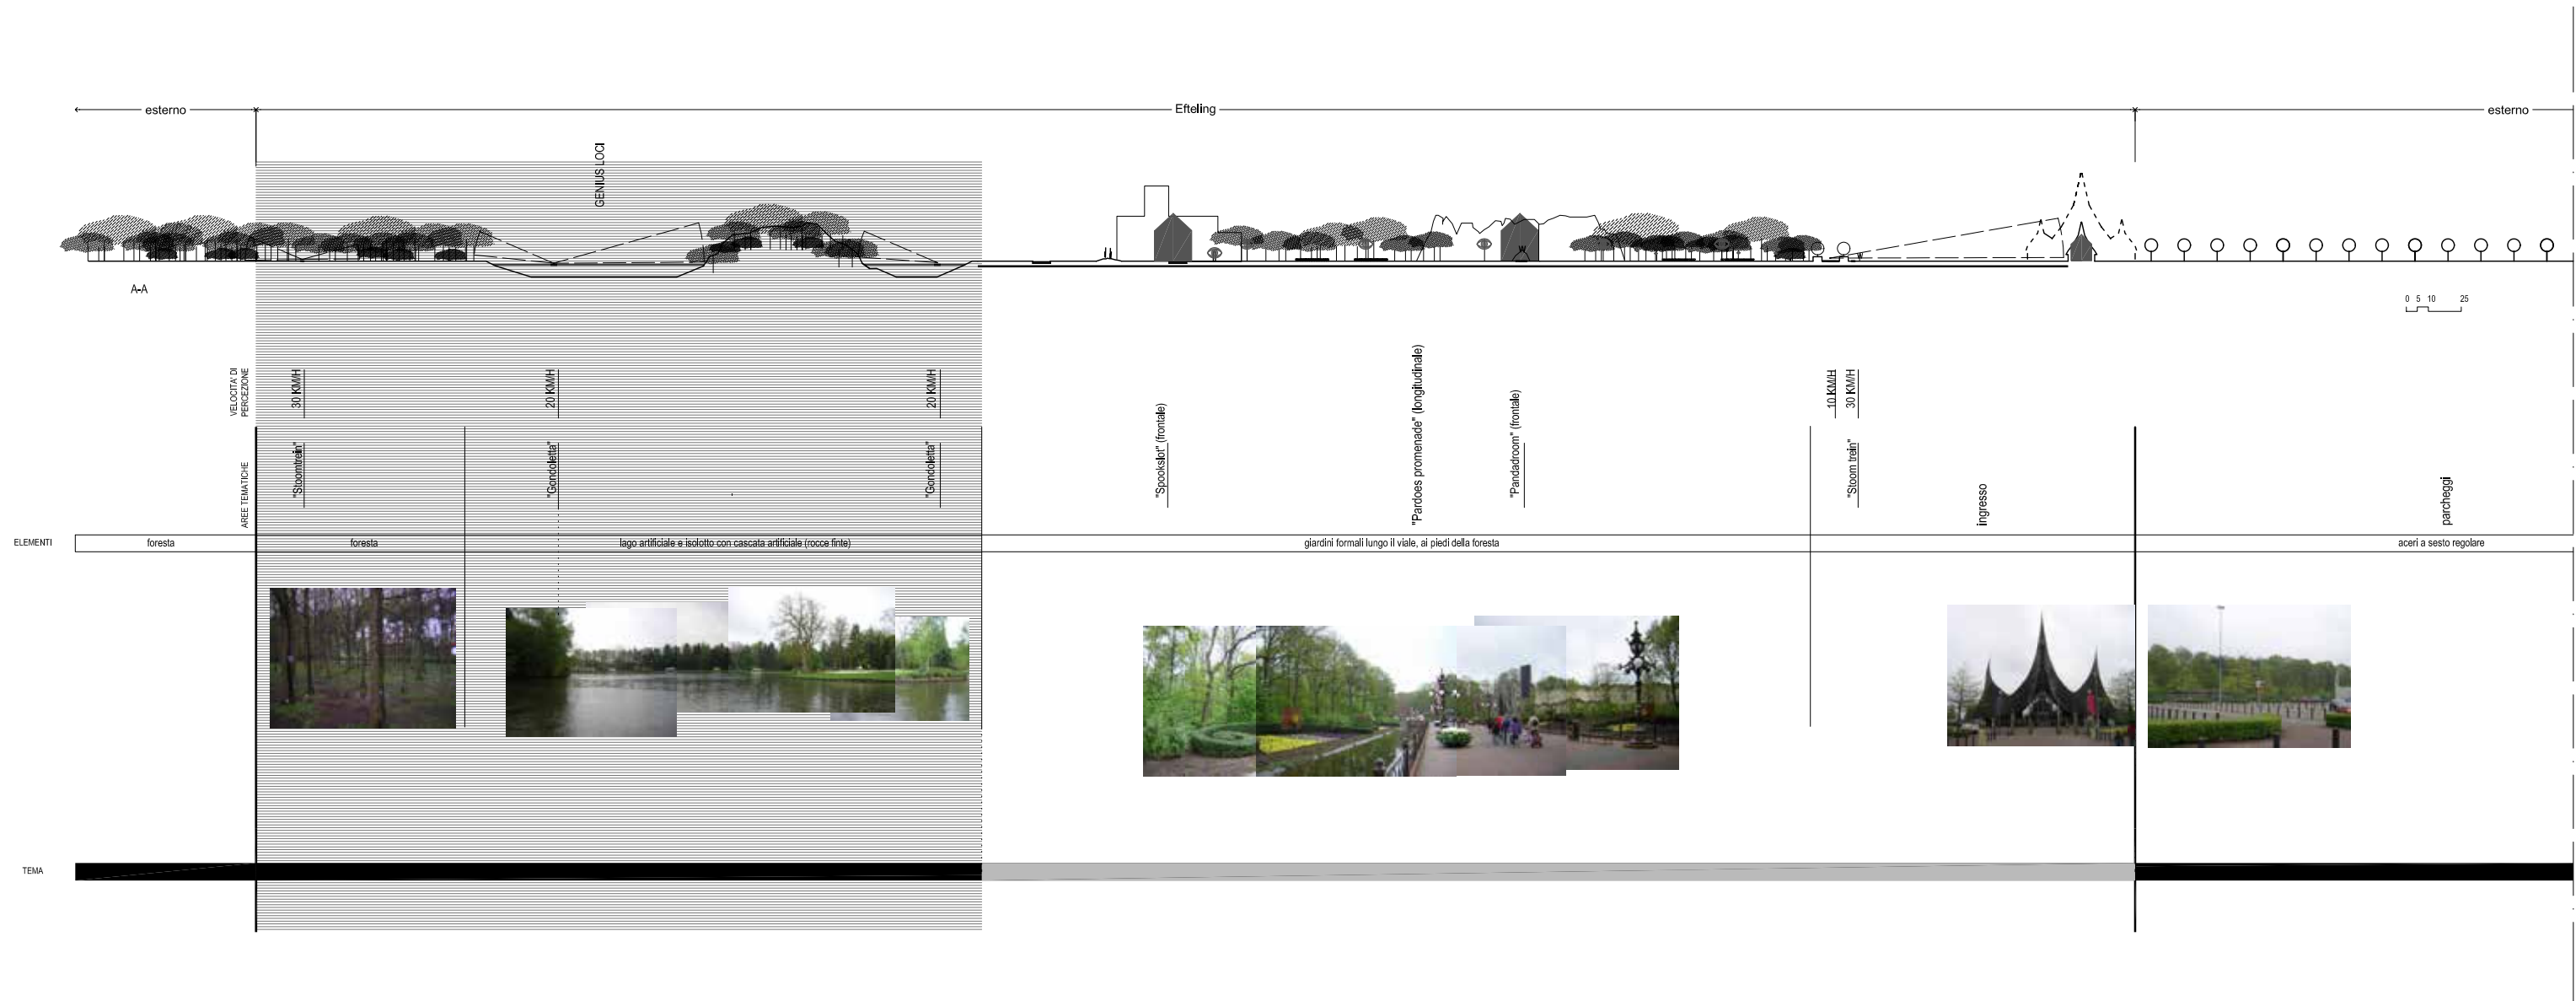 esterno
Efteling
esterno
GENIUS LOCI
A-A
0 5 10 25
VELOCITA' DI
PERCEZIONE
30 KM/H
20 KM/H
20 KM/H
10 KM/H
30 KM/H
AREE TEMATICHE
"Stoomtrein"
"Gondoletta"
"Gondoletta"
"Spookslot" (frontale)
"Pardoes promenade" (longitudinale)
"Pandadroom" (frontale)
"Stoom trein"
ingresso
parcheggi
ELEMENTI
foresta
foresta
lago artificiale e isolotto con cascata artificiale (rocce finte)
giardini formali lungo il viale, ai piedi della foresta
aceri a sesto regolare
TEMA